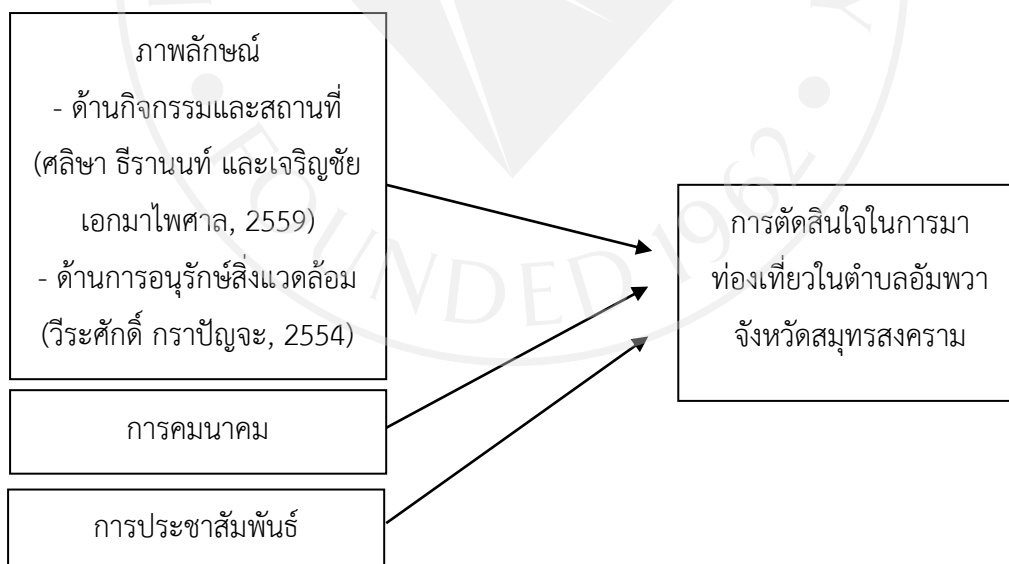 ภาพลักษณ์
- ด้านกิจกรรมและสถานที่
(ศลิษา ธีรานนท์ และเจริญชัย
เอกมาไพศาล, 2559)
- ด้านการอนุรักษ์สิ่งแวดล้อม
(วีระศักดิ์ กราปัญจะ, 2554)
การคมนาคม
การประชาสัมพันธ์
การตัดสินใจในการมา
ท่องเที่ยวในตำบลอัมพวา
จังหวัดสมุทรสงคราม
FOUNDED 1962